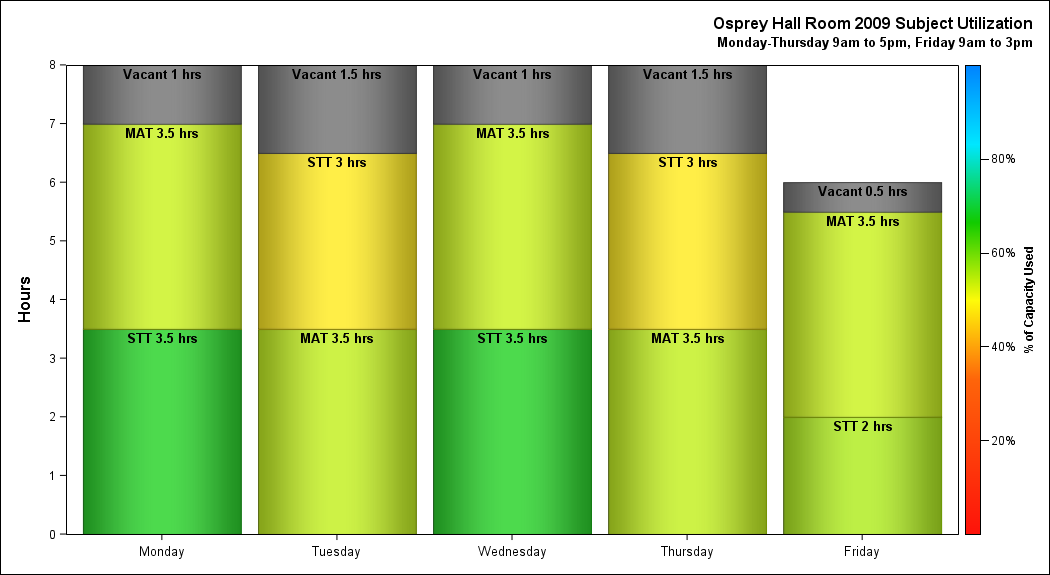 Osprey Hall Room 2009 Subject Utilization
Monday-Thursday 9am to 5pm, Friday 9am to 3pm
8
7
6
5
4
3
2
1
0
Hours
Vacant 1 hrs
MAT 3.5 hrs
STT 3.5 hrs
Vacant 1.5 hrs
STT 3 hrs
MAT 3.5 hrs
Vacant 1 hrs
MAT 3.5 hrs
STT 3.5 hrs
Vacant 1.5 hrs
STT 3 hrs
MAT 3.5 hrs
Vacant 0.5 hrs
MAT 3.5 hrs
STT 2 hrs
Monday
Tuesday
Wednesday
Thursday
Friday
80%
60%
40%
20%
% of Capacity Used